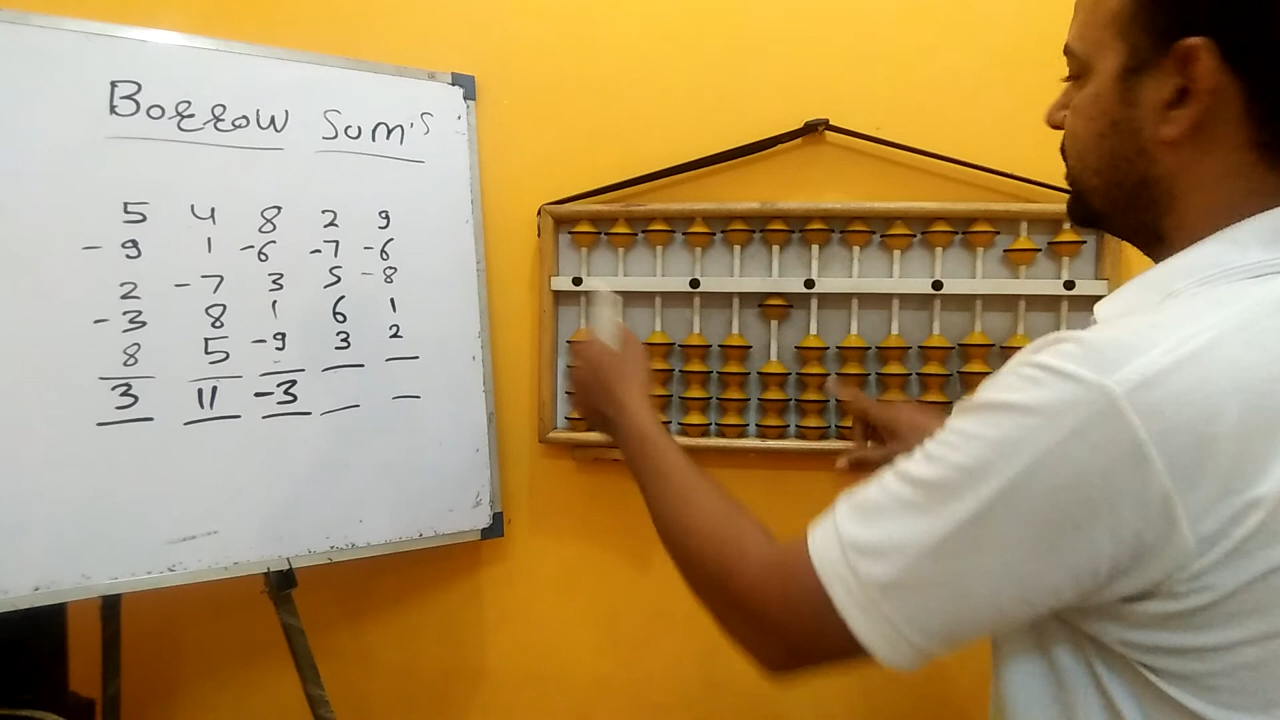 Borrow Sum's
5 4 8 2 9
-9 1 -6 -7 -6
2 -7 3 5 -8
-3 8 1 6 1
8 5 -9 3 2
3 11 -3